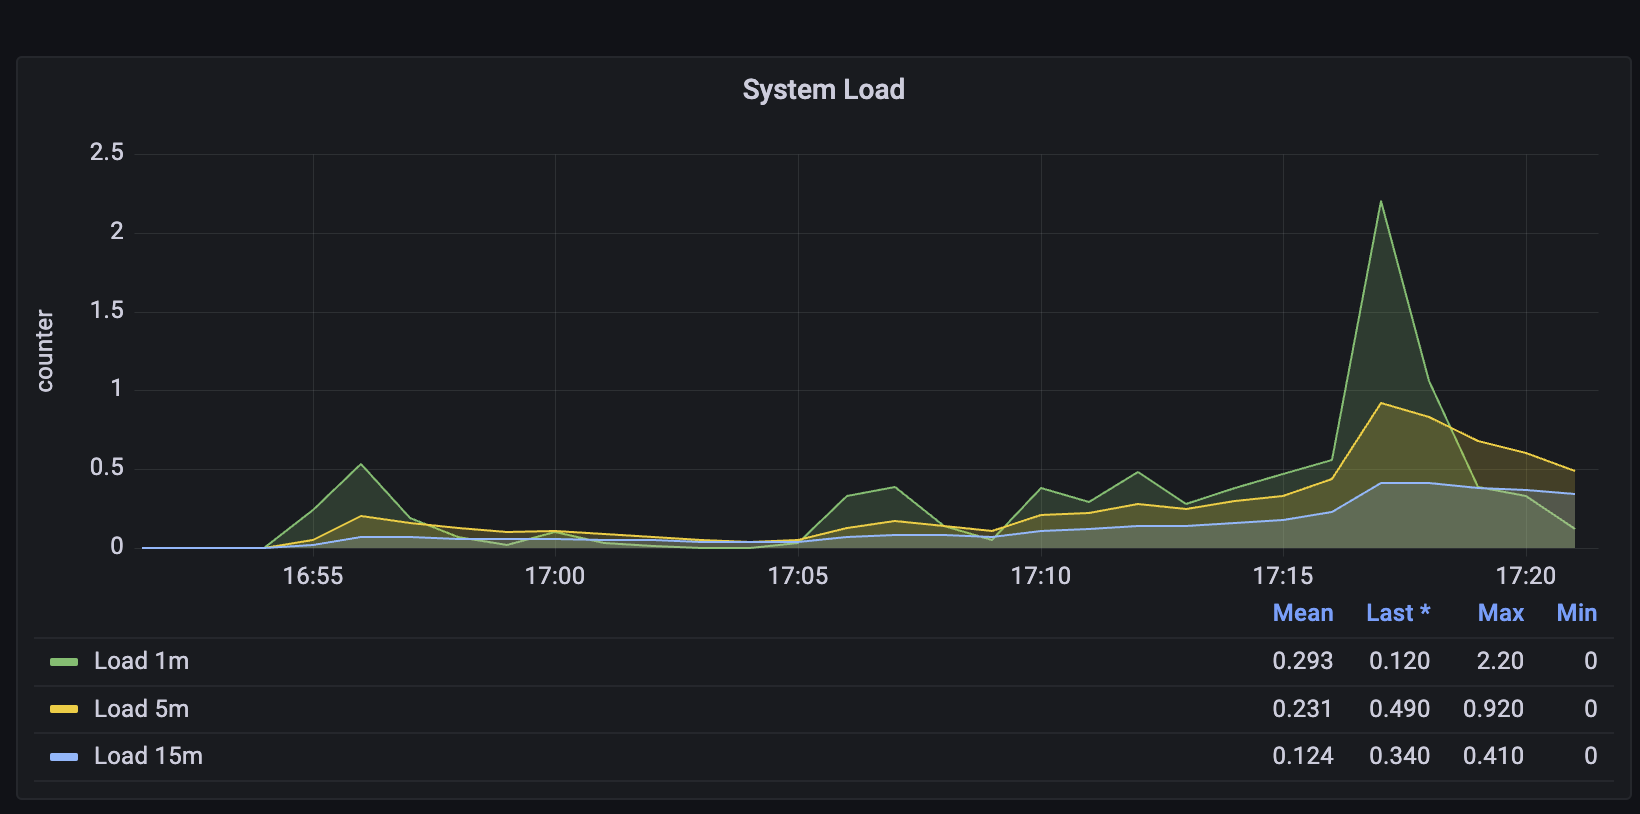 System Load
2.5
2
1.5
1
0.5
0
counter
16:55 17:00 17:05 17:10 17:15 17:20
Mean Last * Max Min
Load 1m 0.293 0.120 2.20 0
Load 5m 0.231 0.490 0.920 0
Load 15m 0.124 0.340 0.410 0